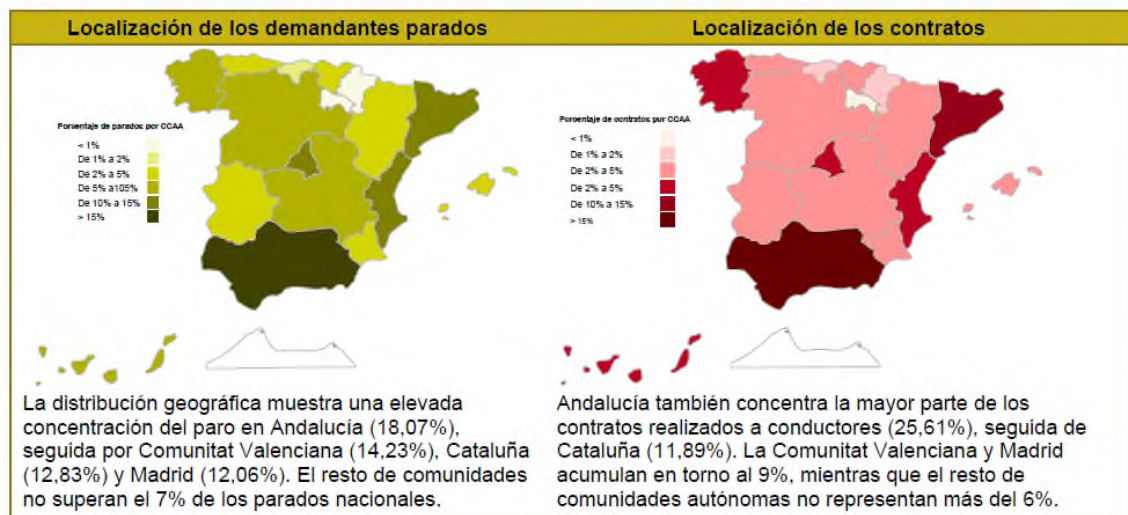 Localización de los demandantes parados
Porcentaje de parados por CCAA
< 1%
De 1% a 2%
De 2% a 5%
De 5% a105%
De 10% a 15%
> 15%
La distribución geográfica muestra una elevada
concentración del paro en Andalucía (18,07%),
seguida por Comunitat Valenciana (14,23%), Cataluña
(12,83%) y Madrid (12,06%). El resto de comunidades
no superan el 7% de los parados nacionales.
Localización de los contratos
Porcentaje de contratos por CCAA
< 1%
De 1% a 2%
De 2% a 5%
De 2% a 5%
De 10% a 15%
> 15%
Andalucía también concentra la mayor parte de los
contratos realizados a conductores (25,61%), seguida de
Cataluña (11,89%). La Comunitat Valenciana y Madrid
acumulan en torno al 9%, mientras que el resto de
comunidades autónomas no representan más del 6%.